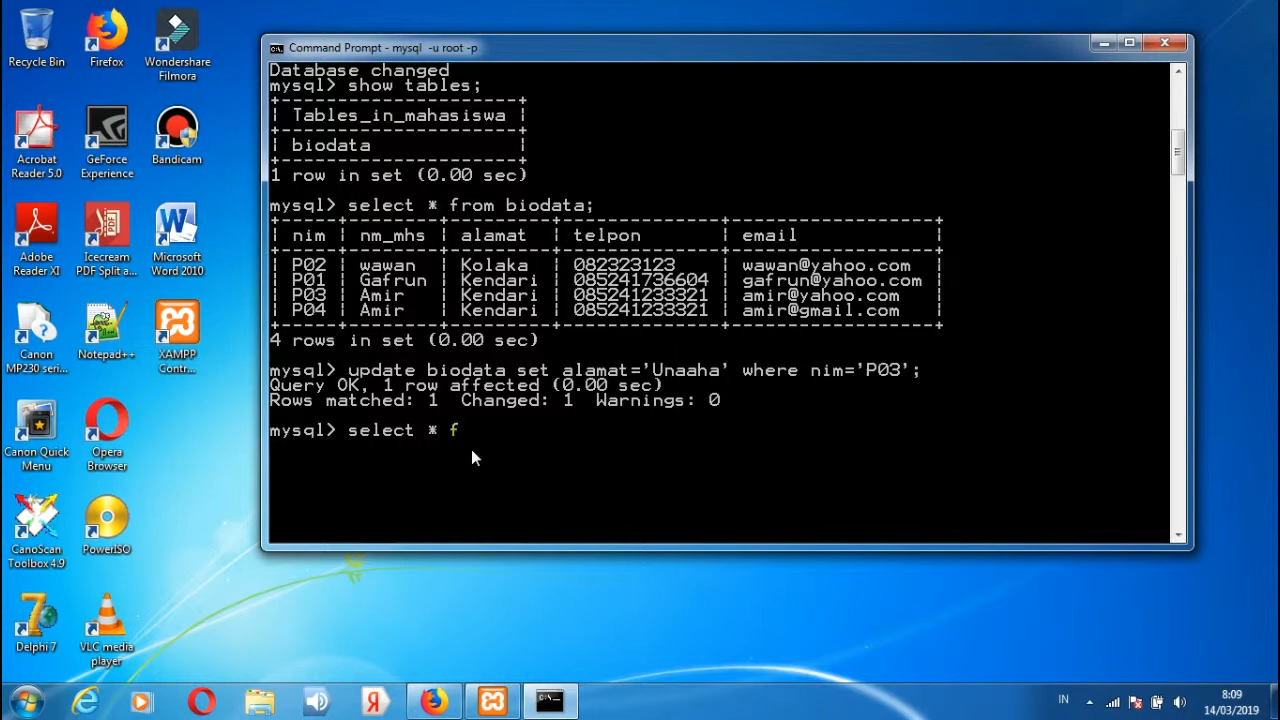 Recycle Bin
Firefox
Wondershare
Filmora
Acrobat
Reader 5.0
GeForce
Experience
Bandicam
Adobe
Reader XI
Icecream
PDF Split a...
Microsoft
Word 2010
Canon
MP230 seri...
Notepad++
XAMPP
Contr...
Canon Quick
Menu
Opera
Browser
CanoScan
Toolbox 4.9
PowerISO
Delphi 7
VLC media
player
Command Prompt - mysql -u root -p
Database changed
mysql> show tables;
+---------------------+
| Tables_in_mahasiswa |
+---------------------+
| biodata |
+---------------------+
1 row in set (0.00 sec)
mysql> select * from biodata;
| nim | nm_mhs | alamat | telpon | email |
| P02 | wawan | Kolaka | 082323123 | wawan@yahoo.com |
| P01 | Gafrun | Kendari | 085241736604 | gafrun@yahoo.com |
| P03 | Amir | Kendari | 085241233321 | amir@yahoo.com |
| P04 | Amir | Kendari | 085241233321 | amir@gmail.com |
4 rows in set (0.00 sec)
mysql> update biodata set alamat='Unaaha' where nim='P03';
Query OK, 1 row affected (0.00 sec)
Rows matched: 1 Changed: 1 Warnings: 0
mysql> select * f
IN
8:09
14/03/2019